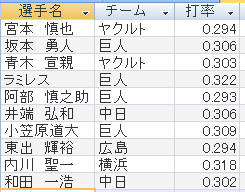 選手名 チーム 打率
宮本 慎也 ヤクルト 0.294
坂本 勇人 巨人 0.306
青木 宣親 ヤクルト 0.303
ラミレス 巨人 0.322
阿部 慎之助 巨人 0.293
井端 弘和 中日 0.306
小笠原道大 巨人 0.309
東出 輝裕 広島 0.294
内川 聖一 横浜 0.318
和田 一浩 中日 0.302